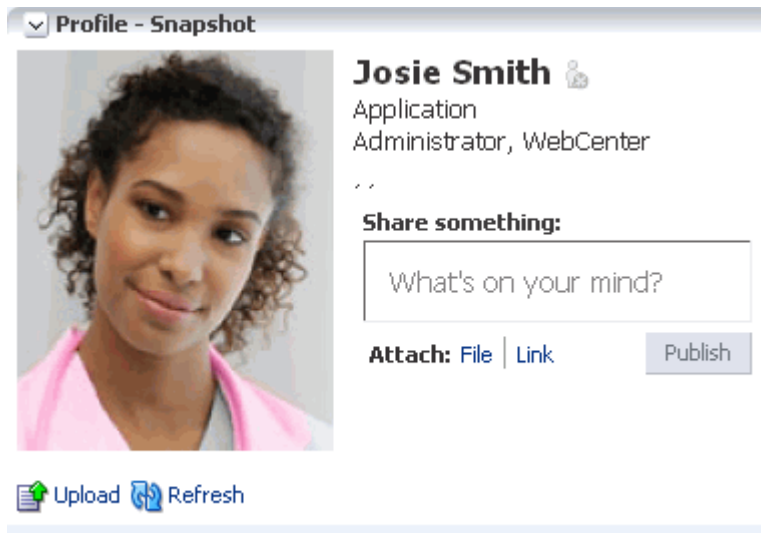 Profile - Snapshot
Josie Smith
Application
Administrator, WebCenter
, ,
Share something:
What's on your mind?
Attach: File | Link Publish
Upload Refresh